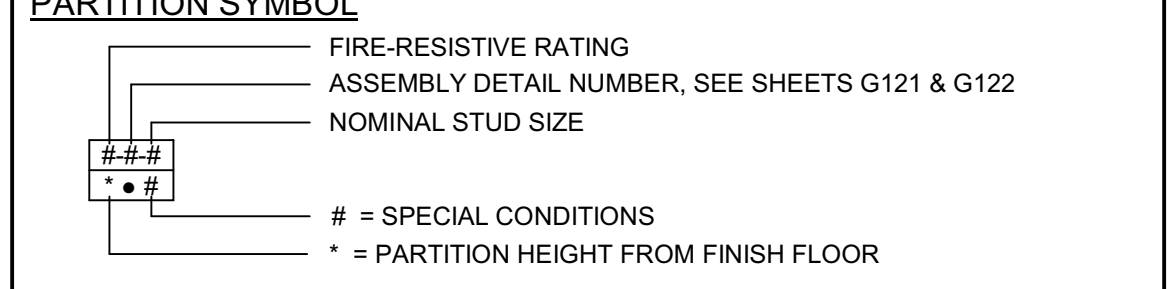 PARTITION SYMBOL
FIRE-RESISTIVE RATING
ASSEMBLY DETAIL NUMBER, SEE SHEETS G121 & G122
NOMINAL STUD SIZE
#-#-#
* ● #
# = SPECIAL CONDITIONS
* = PARTITION HEIGHT FROM FINISH FLOOR